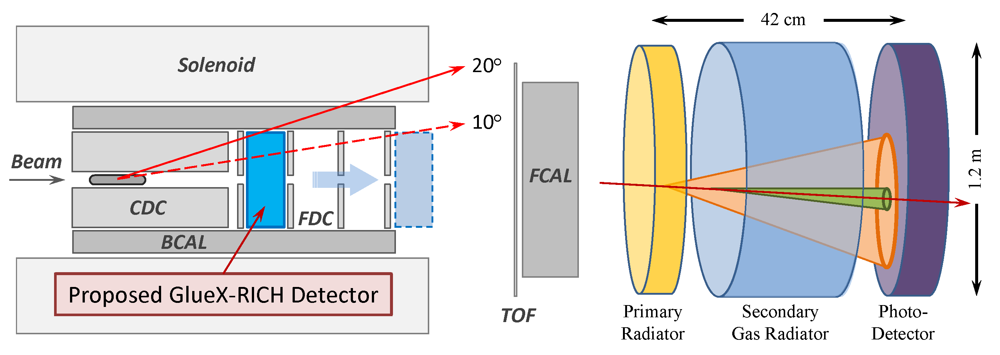 Solenoid
20°
10°
Beam
CDC
FDC
BCAL
Proposed GlueX-RICH Detector
TOF
FCAL
42 cm
1.2 m
Primary
Radiator
Secondary
Gas Radiator
Photo-
Detector